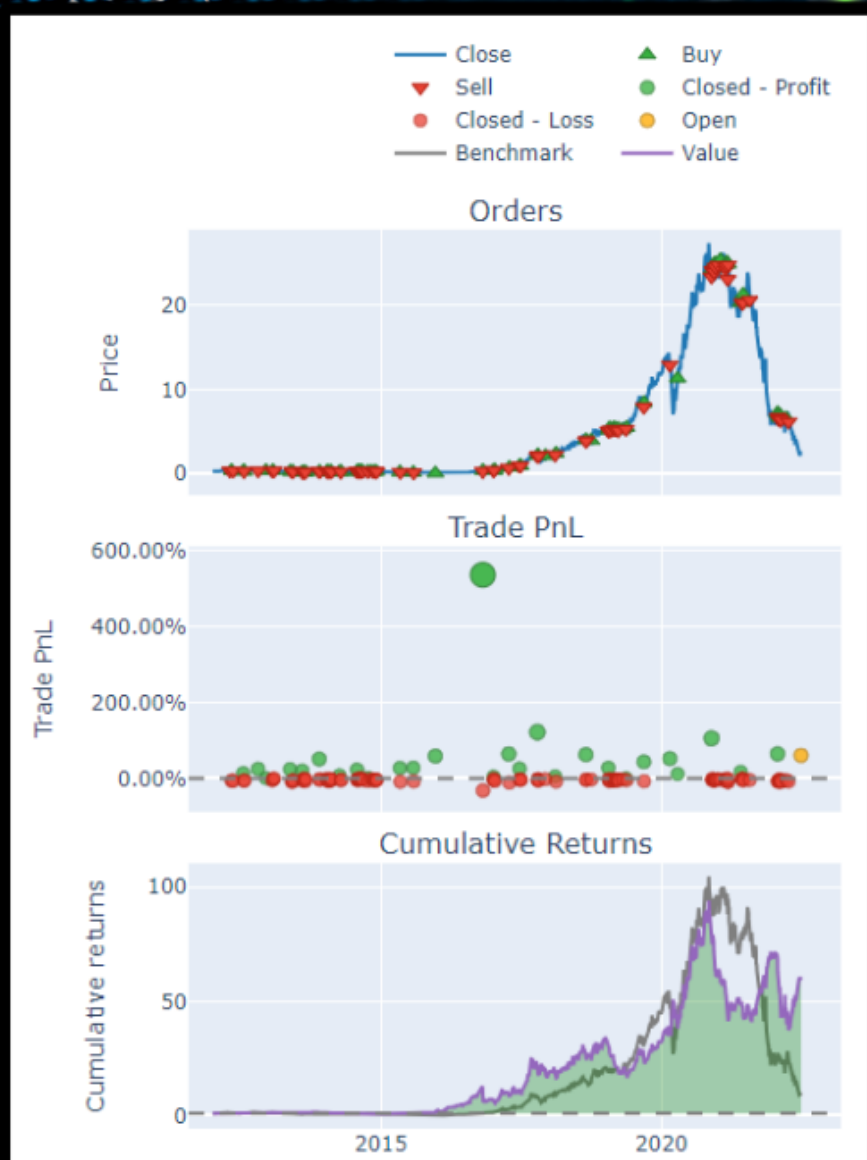 Close Buy
Sell Closed - Profit
Closed - Loss Open
Benchmark Value
Orders
Price
20
10
0
Trade PnL
Trade PnL
600.00%
400.00%
200.00%
0.00%
Cumulative Returns
Cumulative returns
100
50
0
2015 2020